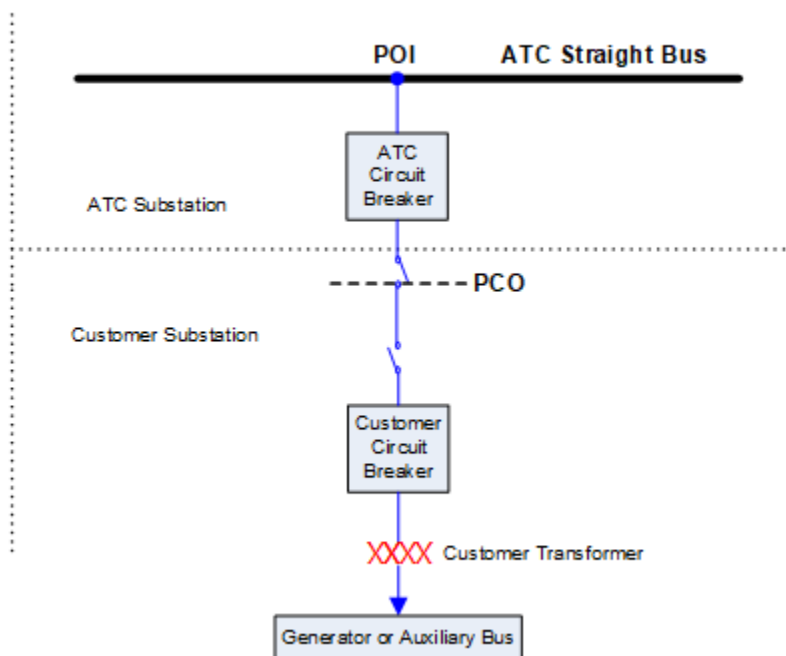 POI
ATC Straight Bus
ATC
Circuit
Breaker
ATC Substation
PCO
Customer Substation
Customer
Circuit
Breaker
XXXX Customer Transformer
Generator or Auxiliary Bus